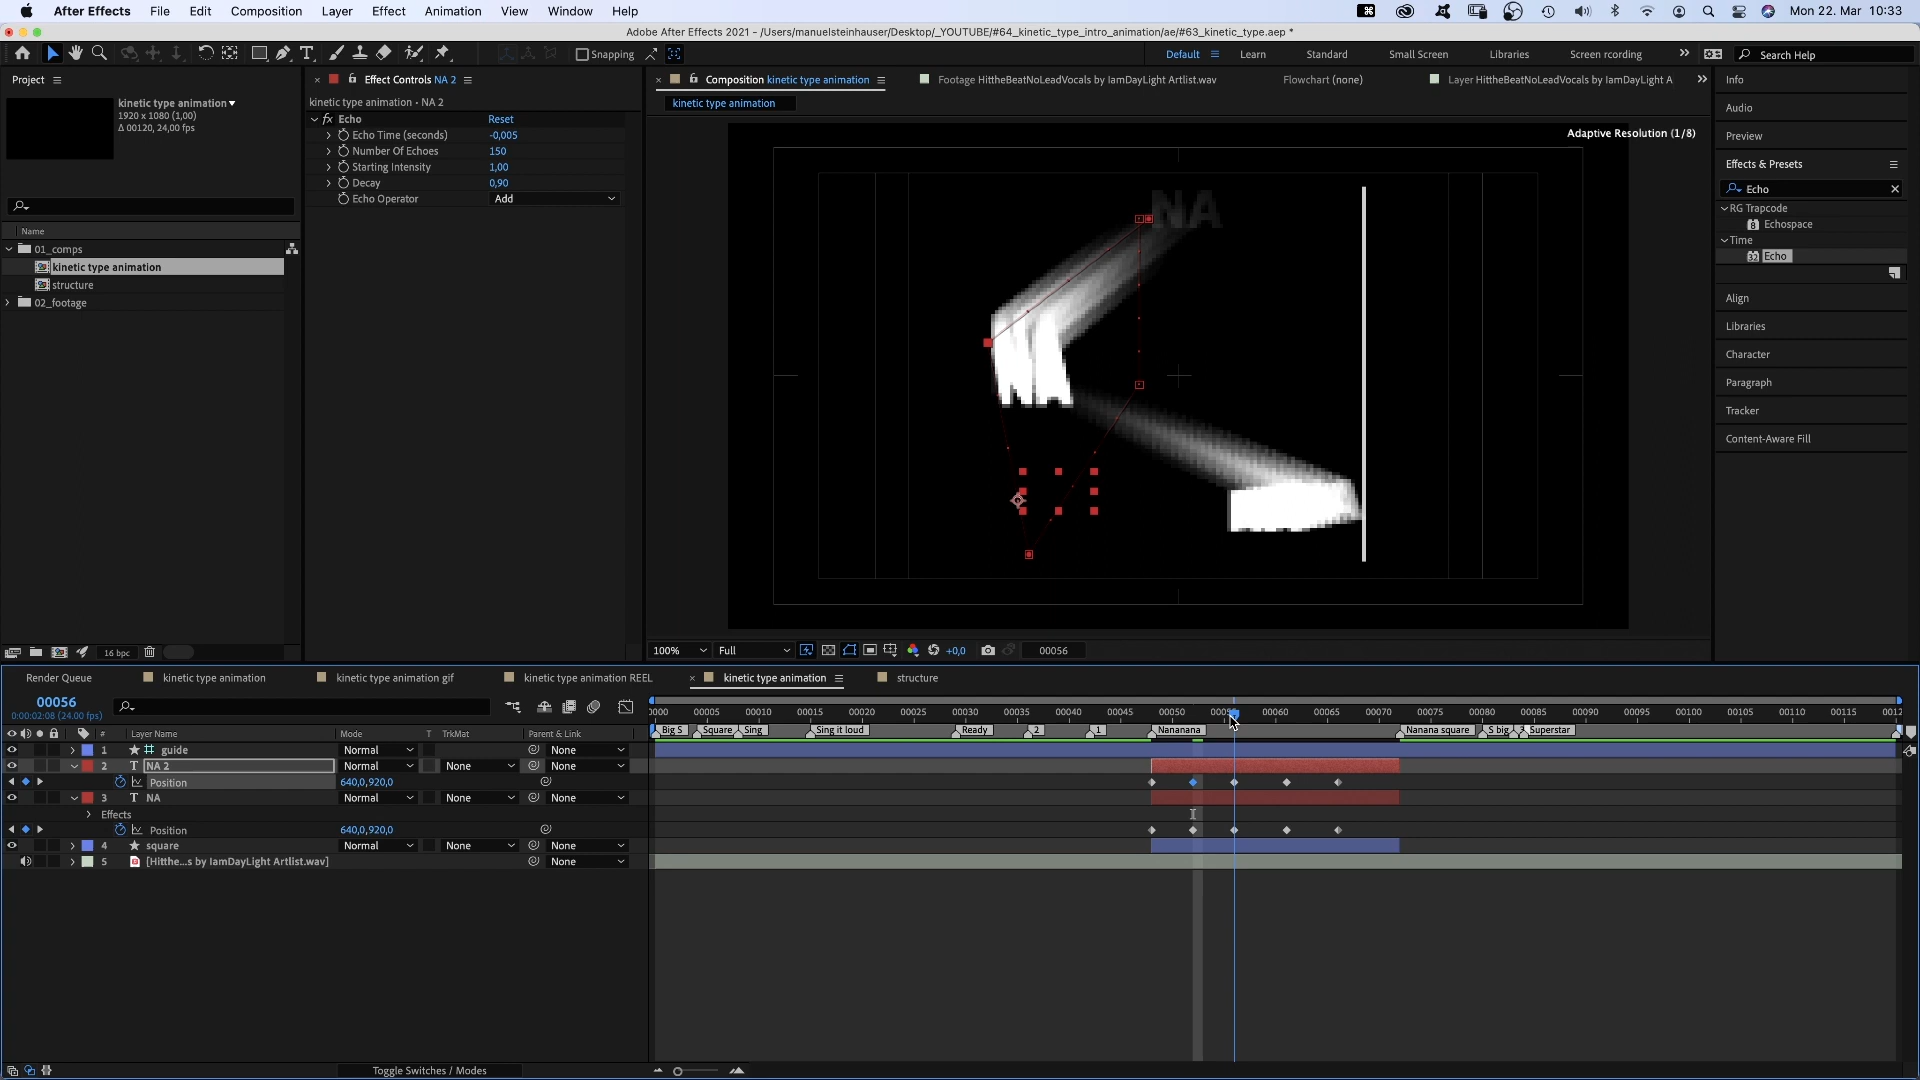 After Effects File Edit Composition Layer Effect Animation View Window Help Mon 22. Mar 10:33
Adobe After Effects 2021 - /Users/manuelsteinhauser/Desktop/_YOUTUBE/#64_kinetic_type_intro_animation/ae/#63_kinetic_type.aep *
Snapping Default Learn Standard Small Screen Libraries Screen rcording Search Help
Project Effect Controls NA 2 Composition kinetic type animation Footage HittheBeatNoLeadVocals by IamDayLight Artlist.wav Flowchart (none) Layer HittheBeatNoLeadVocals by IamDayLight A Info
kinetic type animation
1920 x 1080 (1,00)
Δ 00120, 24,00 fps
kinetic type animation • NA 2
kinetic type animation
Echo Reset
Echo Time (seconds) -0,005
Number Of Echoes 150
Starting Intensity 1,00
Decay 0,90
Echo Operator Add
Name
01_comps
kinetic type animation
structure
02_footage
16 bpc
Adaptive Resolution (1/8)
NA
100% Full +0,0 00056
Audio
Preview
Effects & Presets
Echo
RG Trapcode
Echospace
Time
Echo
Align
Libraries
Character
Paragraph
Tracker
Content-Aware Fill
Render Queue kinetic type animation kinetic type animation gif kinetic type animation REEL kinetic type animation structure
00056
0:00:02:08 (24.00 fps)
0000 00005 00010 00015 00020 00025 00030 00035 00040 00045 00050 00060 00065 00070 00075 00080 00085 00090 00095 00100 00105 00110 00115 0012
Big S Square Sing Sing it loud Ready 2 1 Nananana Nanana square S big Superstar
# Layer Name Mode T TrkMat Parent & Link
1 guide Normal None
2 T NA 2 Normal None None
Position 640,0,920,0
3 T NA Normal None None
Effects
Position 640,0,920,0
4 square Normal None None
5 [Hitthe...s by IamDayLight Artlist.wav] None
Toggle Switches / Modes